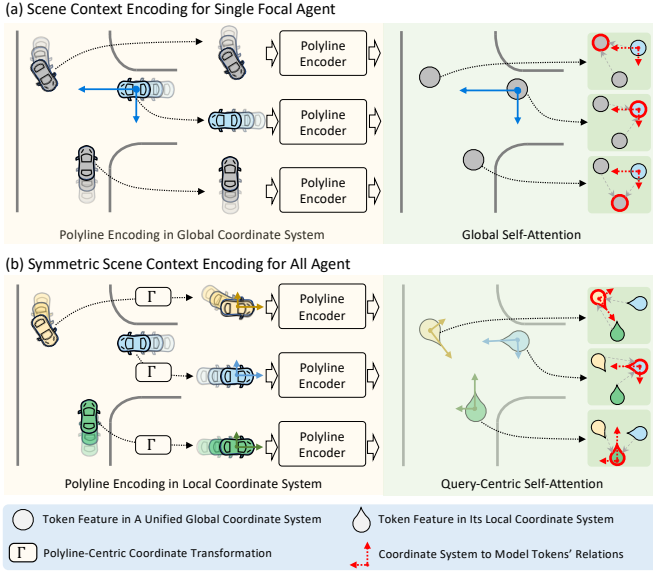 (a) Scene Context Encoding for Single Focal Agent
Polyline
Encoder
Polyline
Encoder
Polyline
Encoder
Polyline Encoding in Global Coordinate System
Global Self-Attention
(b) Symmetric Scene Context Encoding for All Agent
Γ
Polyline
Encoder
Γ
Polyline
Encoder
Γ
Polyline
Encoder
Polyline Encoding in Local Coordinate System
Query-Centric Self-Attention
Token Feature in A Unified Global Coordinate System
Token Feature in Its Local Coordinate System
Γ
Polyline-Centric Coordinate Transformation
Coordinate System to Model Tokens' Relations